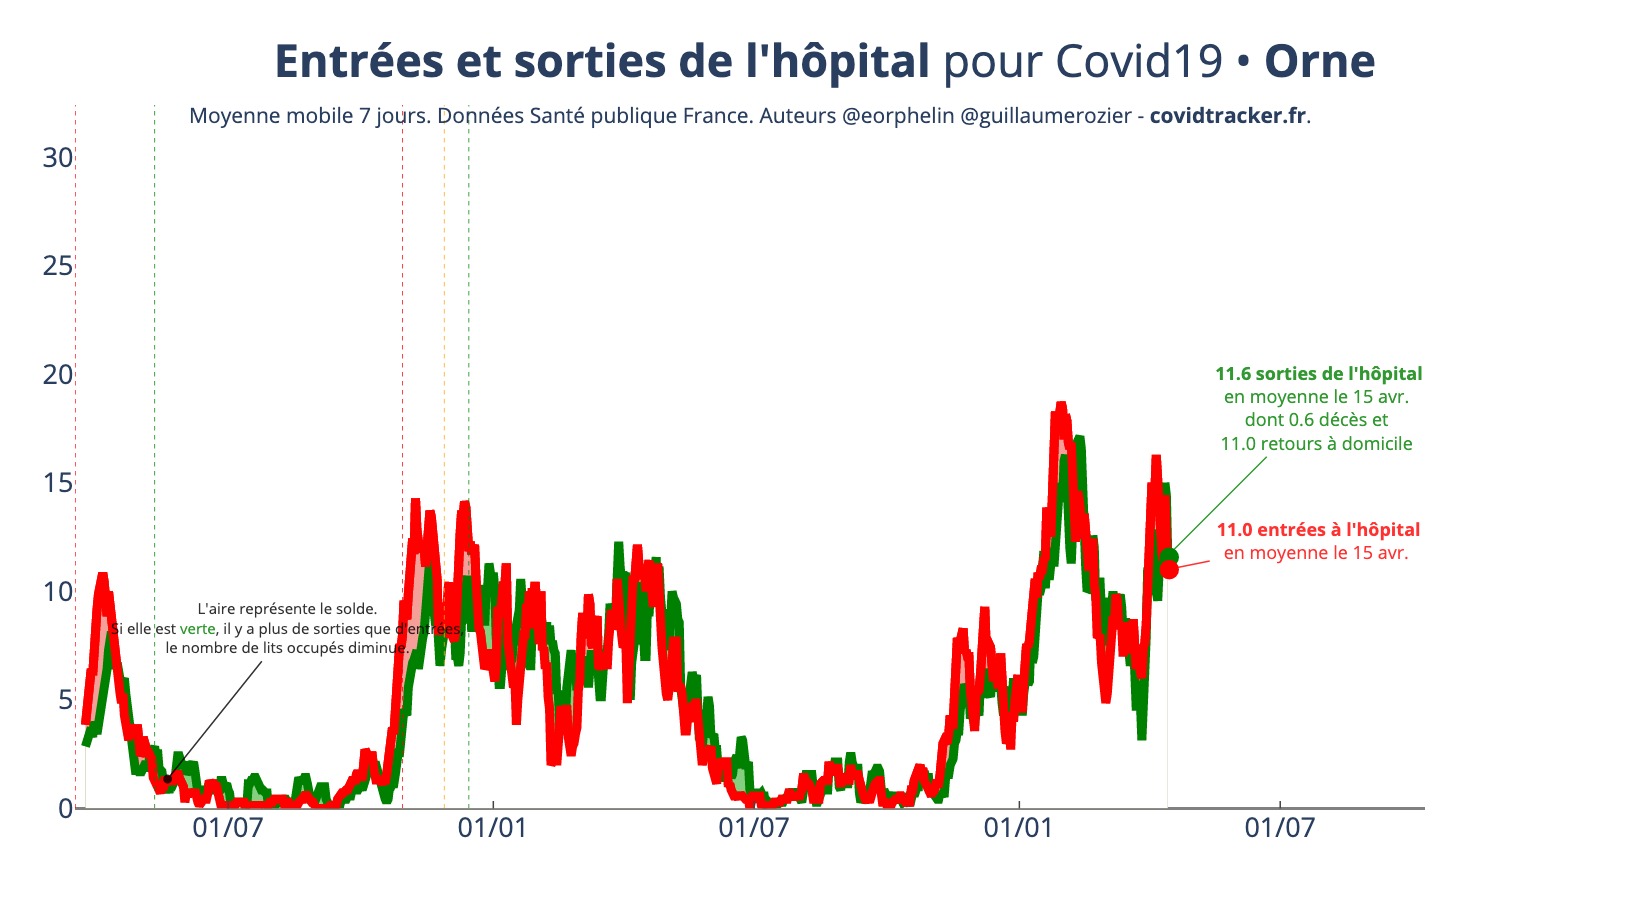 Entrées et sorties de l'hôpital pour Covid19 • Orne
Moyenne mobile 7 jours. Données Santé publique France. Auteurs @eorphelin @guillaumerozier - covidtracker.fr.
30
25
20
15
10
5
0
11.6 sorties de l'hôpital
en moyenne le 15 avr.
dont 0.6 décès et
11.0 retours à domicile
11.0 entrées à l'hôpital
en moyenne le 15 avr.
L'aire représente le solde.
Si elle est verte, il y a plus de sorties que d'entrées,
le nombre de lits occupés diminue.
01/07
01/01
01/07
01/01
01/07